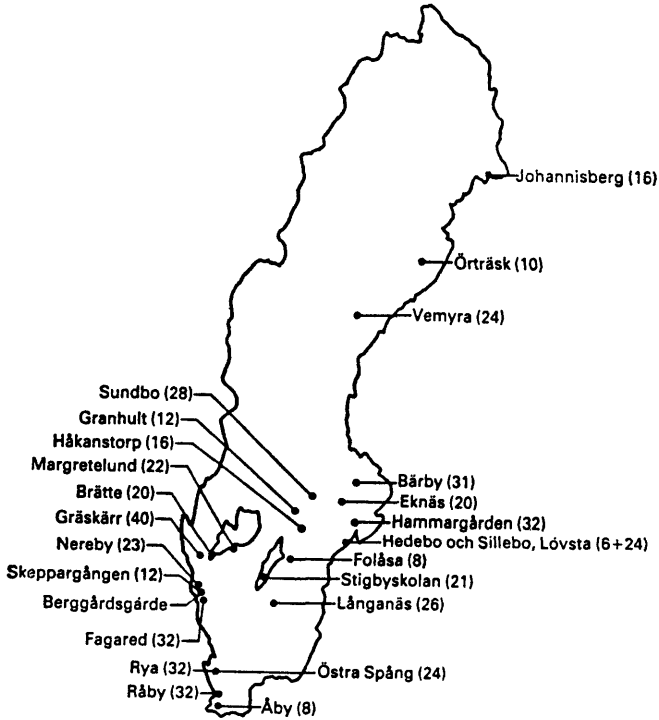 Johannisberg (16)
Örträsk (10)
Vemyra (24)
Sundbo (28)
Granhult (12)
Håkanstorp (16)
Margretelund (22)
Brätte (20)
Gräskärr (40)
Nereby (23)
Skeppargången (12)
Berggårdsgärde
Fagared (32)
Rya (32)
Råby (32)
Bärby (31)
Eknäs (20)
Hammargården (32)
Hedebo och Sillebo, Lövsta (6+24)
Folåsa (8)
Stigbyskolan (21)
Långanäs (26)
Östra Spång (24)
Åby (8)